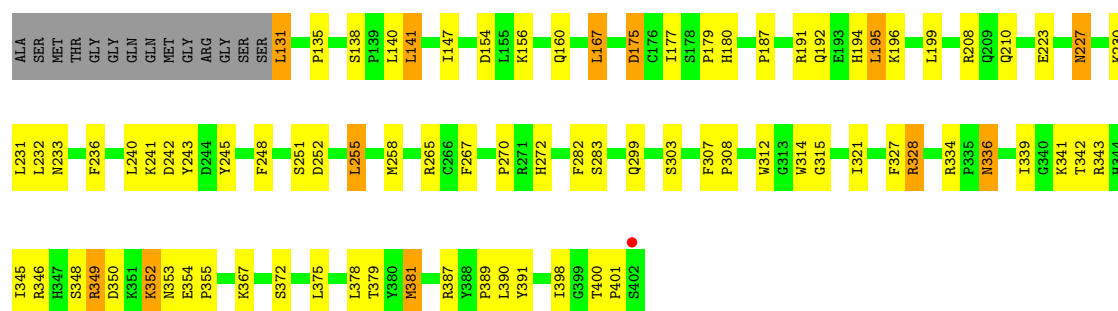 ALA SER MET THR GLY GLY GLN GLN MET GLY ARG GLY SER SER L131 P135 S138 P139 L140 L141 I147 D154 L155 K156 Q160 L167 D175 C176 I177 S178 P179 H180 P187 R191 Q192 E193 H194 L195 K196 L199 R208 Q209 Q210 E223 N227
L231 L232 N233 F236 L240 K241 D242 Y243 D244 Y245 F248 S251 D252 L255 M258 R265 C266 F267 P270 R271 H272 F282 S283 Q299 S303 F307 P308 W312 G313 W314 G315 I321 F327 R328 R334 P335 N336 I339 G340 K341 T342 R343 H344
I345 R346 H347 S348 R349 D350 K351 K352 N353 E354 P355 K367 S372 L375 L378 T379 Y380 M381 R387 Y388 P389 L390 Y391 I398 G399 T400 P401 S402